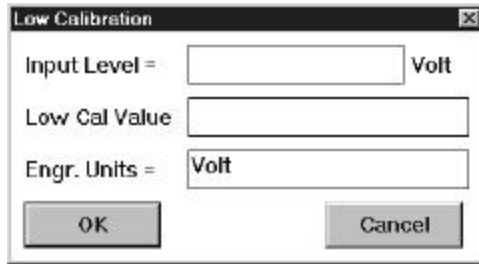 Low Calibration
Input Level = Volt
Low Cal Value
Engr. Units = Volt
OK Cancel